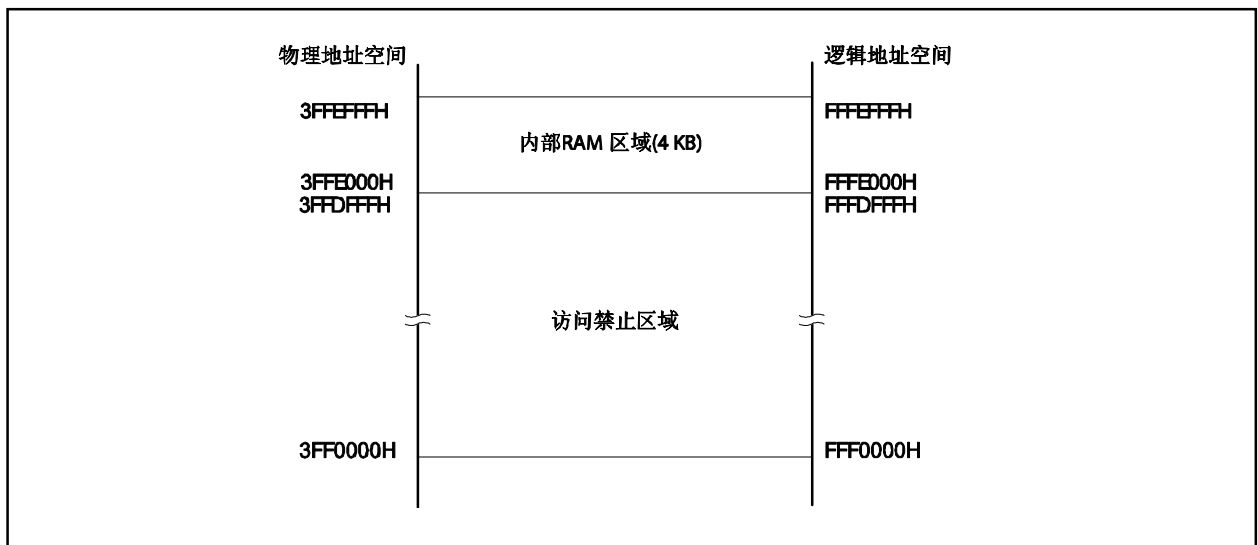 物理地址空间 逻辑地址空间
3FFEFFFH FFFEFFFH
内部RAM 区域(4 KB)
3FFE000H FFFE000H
3FFDFFFH FFFDFFFH
访问禁止区域
3FF0000H FFF0000H